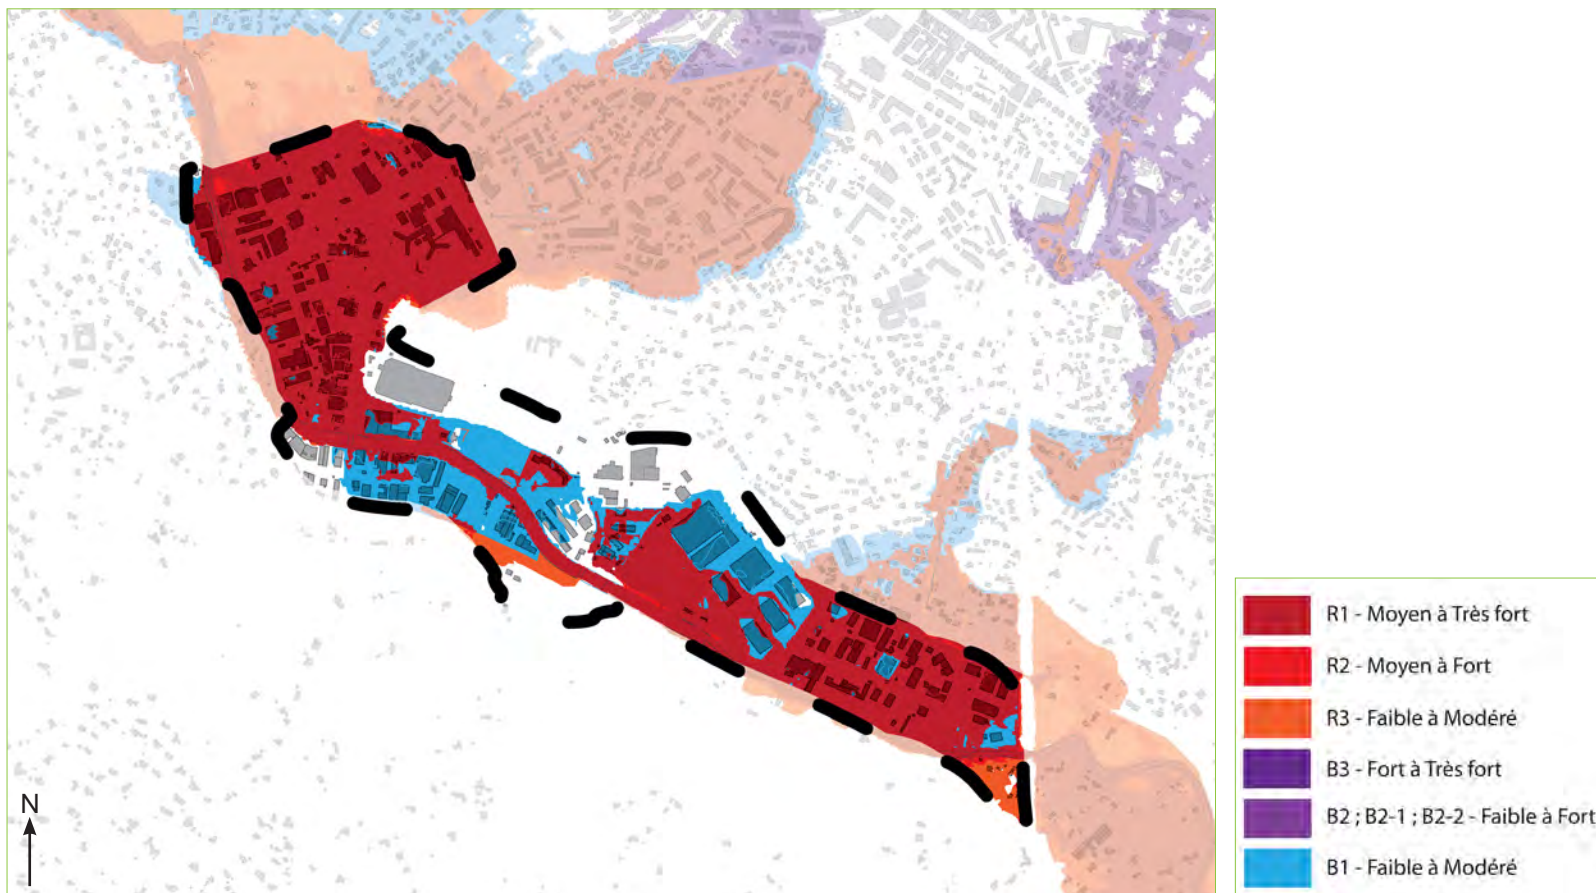 N
R1 - Moyen à Très fort
R2 - Moyen à Fort
R3 - Faible à Modéré
B3 - Fort à Très fort
B2 ; B2-1 ; B2-2 - Faible à Fort
B1 - Faible à Modéré